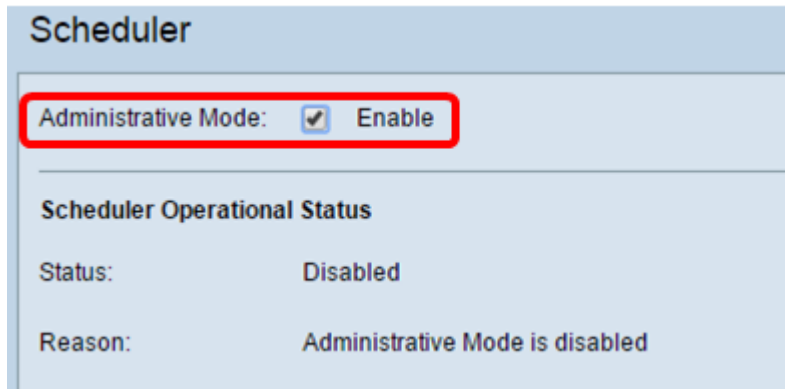 Scheduler
Administrative Mode: Enable
Scheduler Operational Status
Status: Disabled
Reason: Administrative Mode is disabled